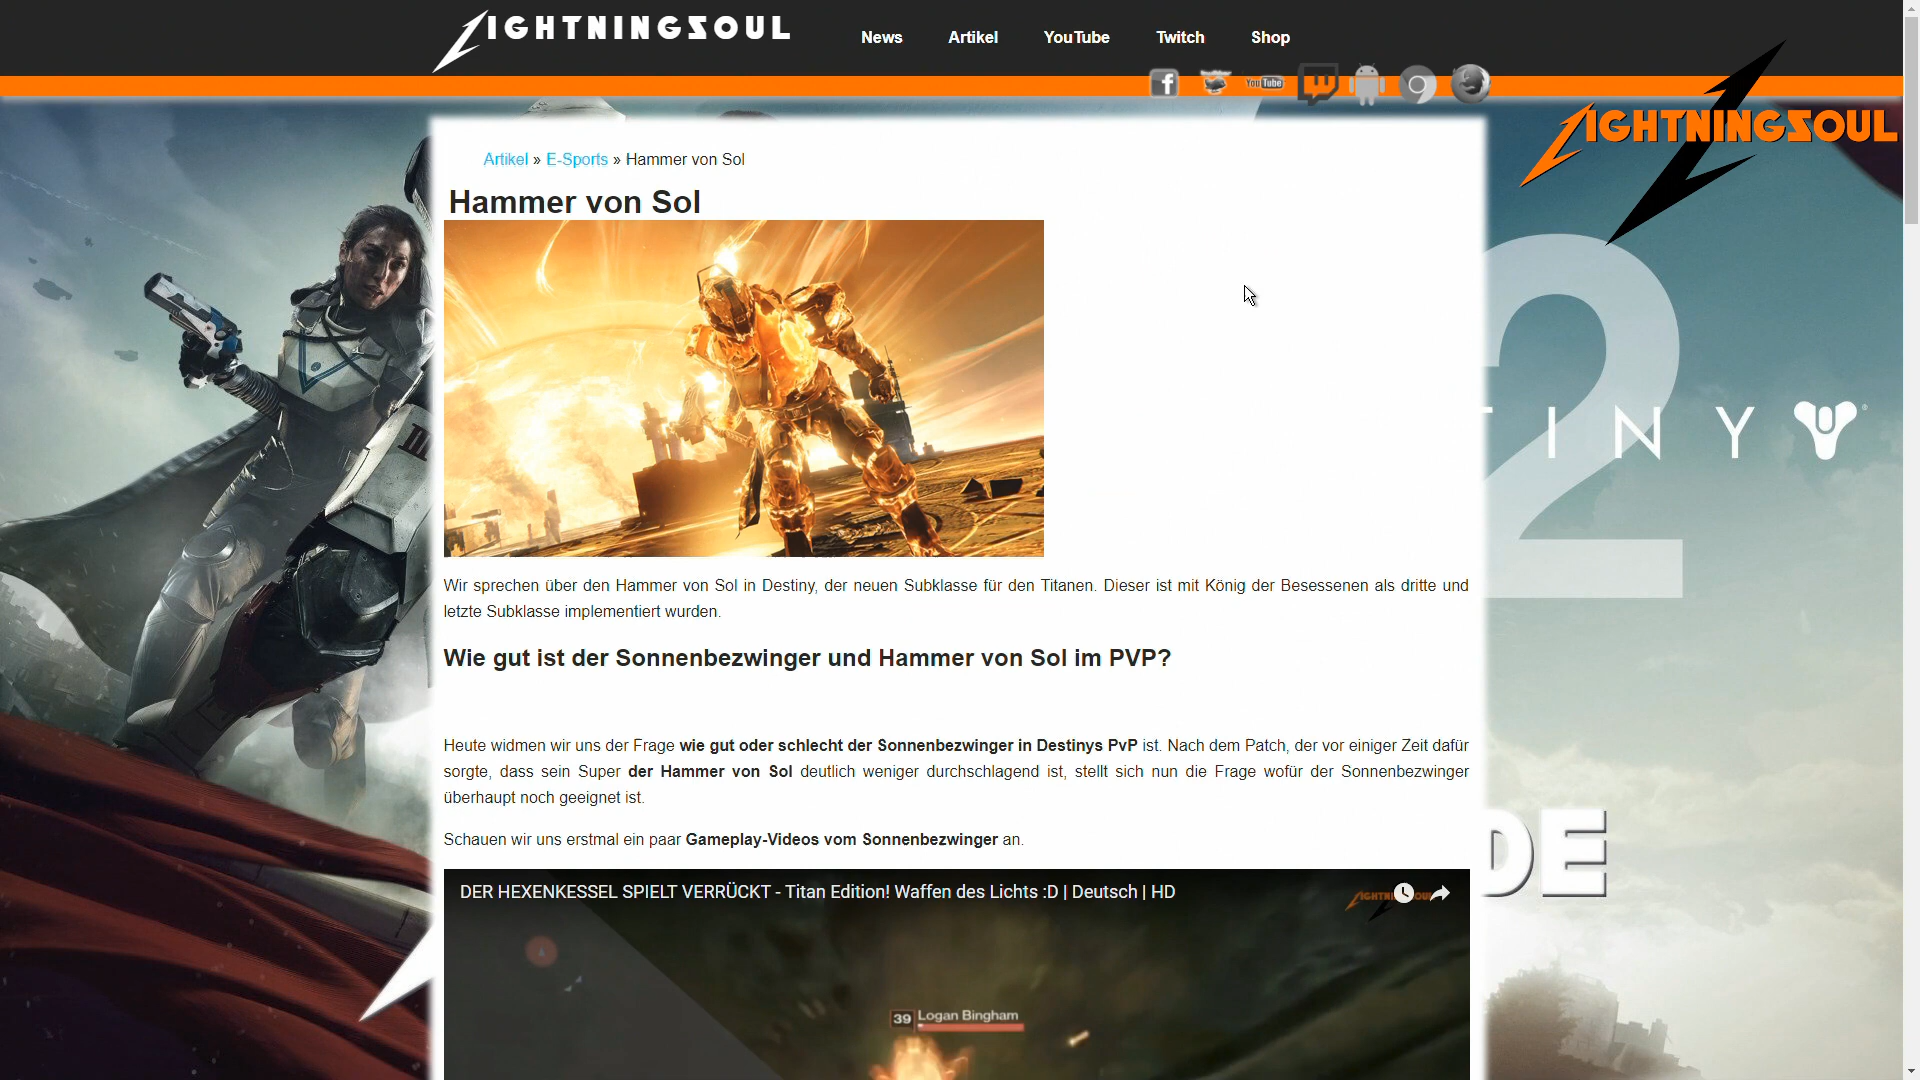 LIGHTNINGSOUL
News Artikel YouTube Twitch Shop
YouTube
LIGHTNINGSOUL
Artikel » E-Sports » Hammer von Sol
Hammer von Sol
2
TINY
Wir sprechen über den Hammer von Sol in Destiny, der neuen Subklasse für den Titanen. Dieser ist mit König der Besessenen als dritte und
letzte Subklasse implementiert wurden.
Wie gut ist der Sonnenbezwinger und Hammer von Sol im PVP?
Heute widmen wir uns der Frage wie gut oder schlecht der Sonnenbezwinger in Destinys PvP ist. Nach dem Patch, der vor einiger Zeit dafür
sorgte, dass sein Super der Hammer von Sol deutlich weniger durchschlagend ist, stellt sich nun die Frage wofür der Sonnenbezwinger
überhaupt noch geeignet ist.
Schauen wir uns erstmal ein paar Gameplay-Videos vom Sonnenbezwinger an.
DE
DER HEXENKESSEL SPIELT VERRÜCKT - Titan Edition! Waffen des Lichts :D | Deutsch | HD
39 Logan Bingham